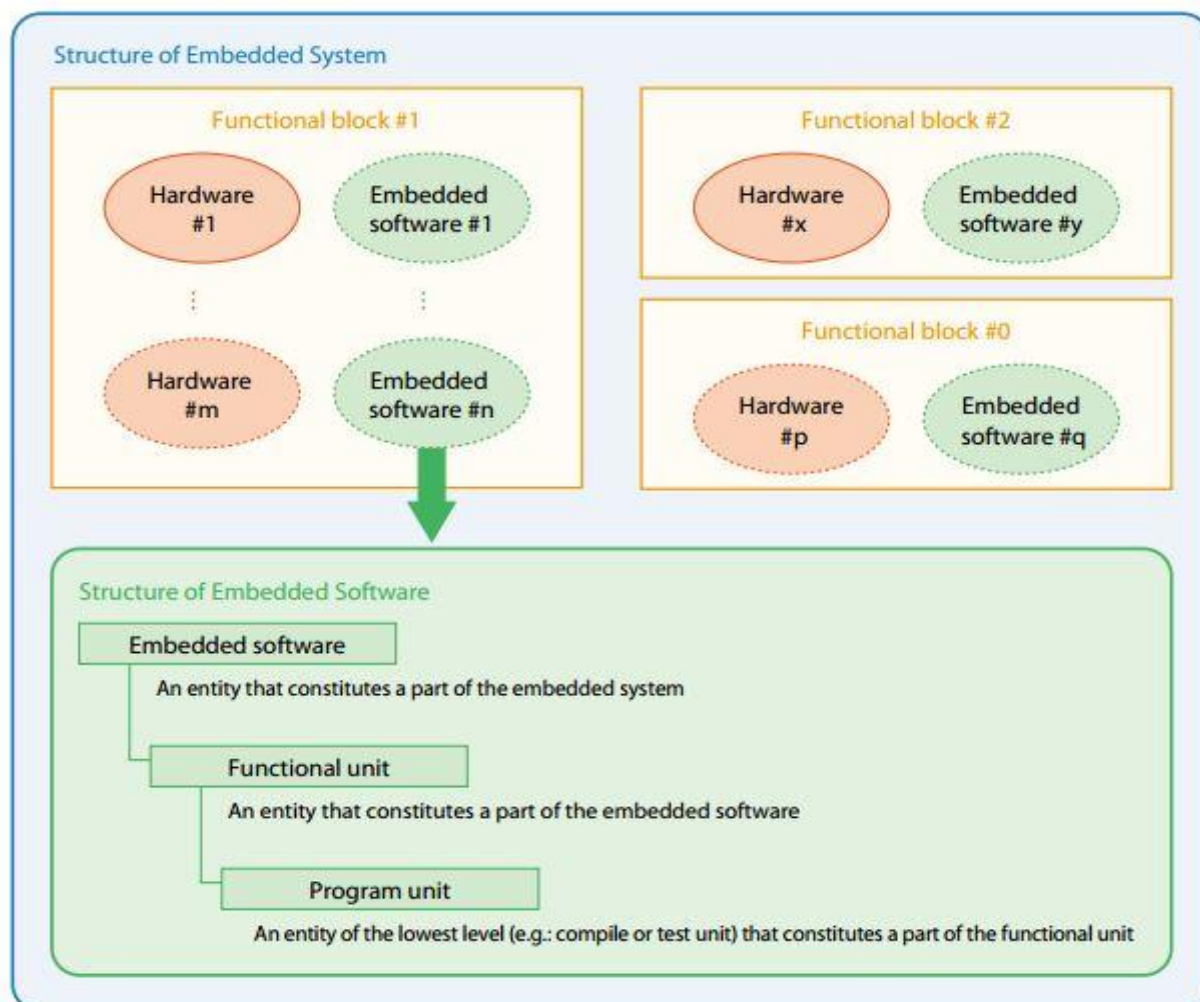 Structure of Embedded System
Functional block #1
Hardware
#1
Embedded
software #1
⋮
⋮
Hardware
#m
Embedded
software #n
Functional block #2
Hardware
#x
Embedded
software #y
Functional block #0
Hardware
#p
Embedded
software #q
Structure of Embedded Software
Embedded software
An entity that constitutes a part of the embedded system
Functional unit
An entity that constitutes a part of the embedded software
Program unit
An entity of the lowest level (e.g.: compile or test unit) that constitutes a part of the functional unit